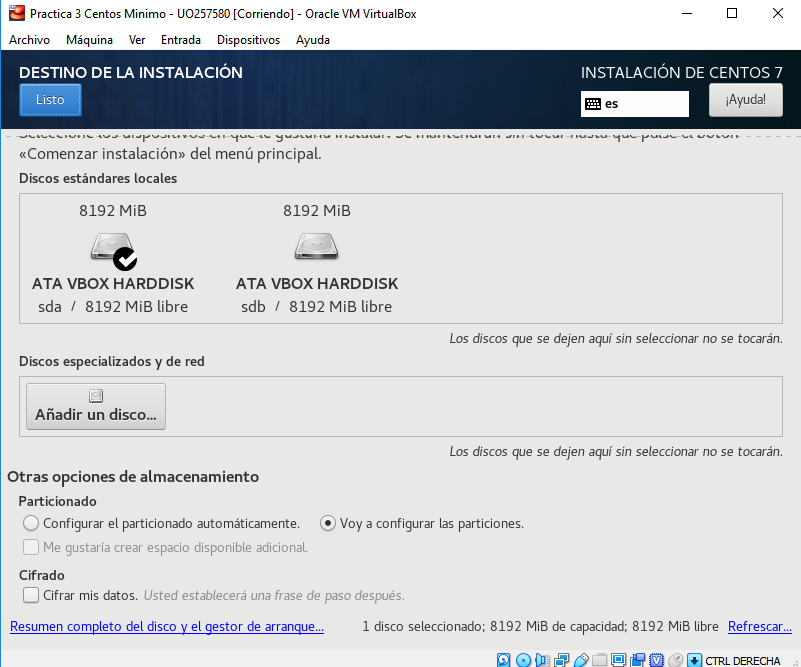 Practica 3 Centos Minimo - UO257580 [Corriendo] - Oracle VM VirtualBox
Archivo Máquina Ver Entrada Dispositivos Ayuda
DESTINO DE LA INSTALACIÓN
INSTALACIÓN DE CENTOS 7
Listo
es
¡Ayuda!
Seleccione los dispositivos en que le gustaría instalar. Se mantendrán sin tocar hasta que pulse el botón
«Comenzar instalación» del menú principal.
Discos estándares locales
8192 MiB 8192 MiB
ATA VBOX HARDDISK ATA VBOX HARDDISK
sda / 8192 MiB libre sdb / 8192 MiB libre
Los discos que se dejen aquí sin seleccionar no se tocarán.
Discos especializados y de red
Añadir un disco...
Los discos que se dejen aquí sin seleccionar no se tocarán.
Otras opciones de almacenamiento
Particionado
Configurar el particionado automáticamente. Voy a configurar las particiones.
Me gustaría crear espacio disponible adicional.
Cifrado
Cifrar mis datos. Usted establecerá una frase de paso después.
Resumen completo del disco y el gestor de arranque... 1 disco seleccionado; 8192 MiB de capacidad; 8192 MiB libre Refrescar...
CTRL DERECHA